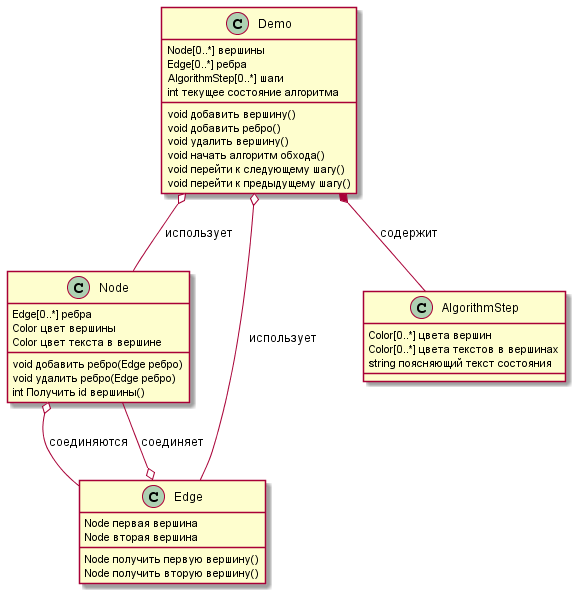 C Demo
Node[0..*] вершины
Edge[0..*] ребра
AlgorithmStep[0..*] шаги
int текущее состояние алгоритма
void добавить вершину()
void добавить ребро()
void удалить вершину()
void начать алгоритм обхода()
void перейти к следующему шагу()
void перейти к предыдущему шагу()
использует
содержит
C Node
Edge[0..*] ребра
Color цвет вершины
Color цвет текста в вершине
void добавить ребро(Edge ребро)
void удалить ребро(Edge ребро)
int Получить id вершины()
использует
C AlgorithmStep
Color[0..*] цвета вершин
Color[0..*] цвета текстов в вершинах
string поясняющий текст состояния
соединяются
соединяет
C Edge
Node первая вершина
Node вторая вершина
Node получить первую вершину()
Node получить вторую вершину()